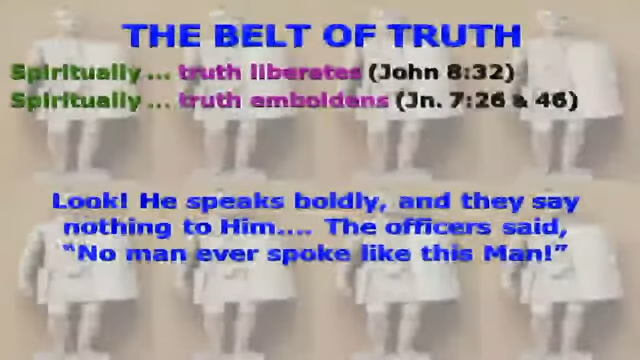 THE BELT OF TRUTH
Spiritually... truth liberates (John 8:32)
Spiritually... truth emboldens (Jn. 7:26 & 46)
Look! He speaks boldly, and they say
nothing to Him.... The officers said,
“No man ever spoke like this Man!”